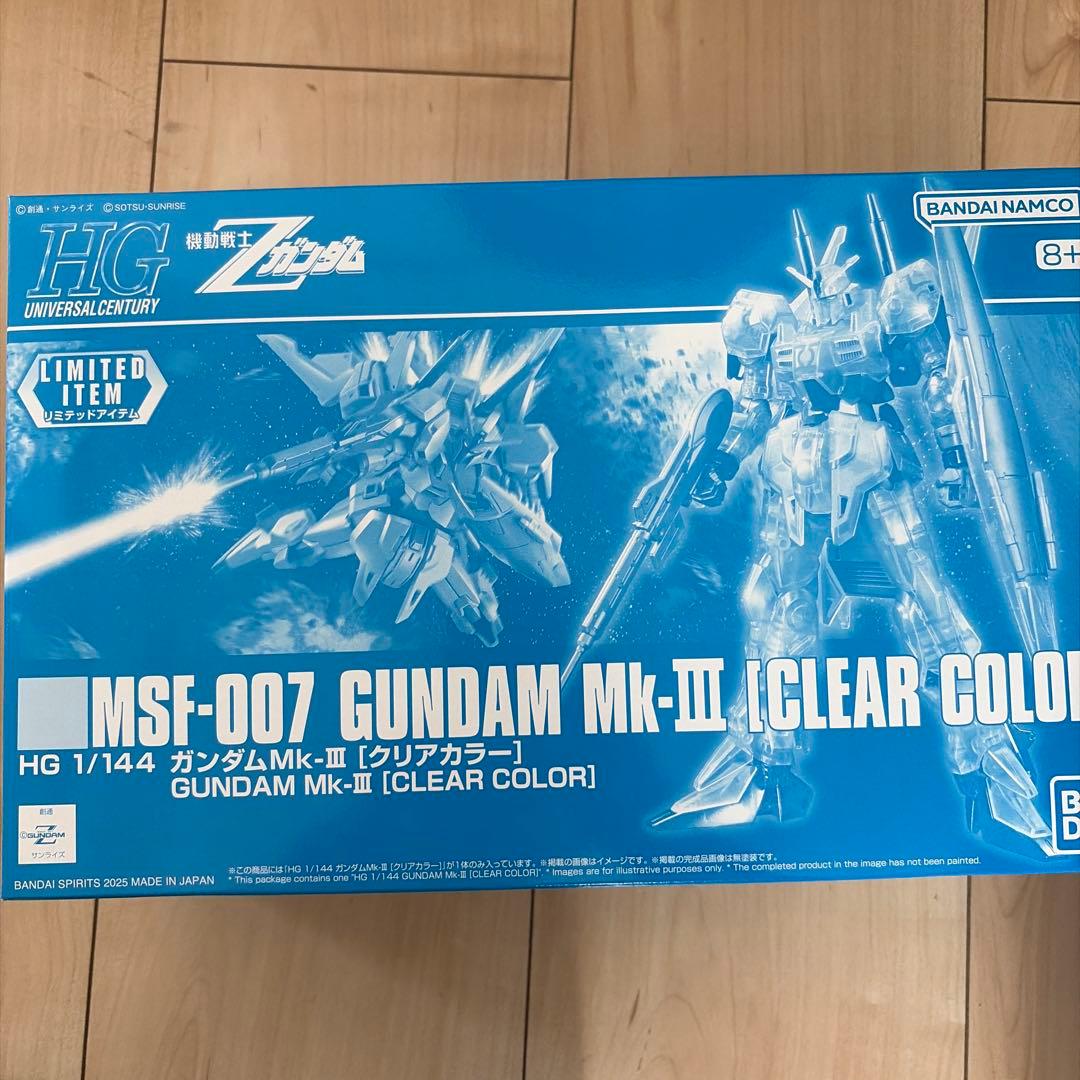 ©創通・サンライズ ©SOTSU・SUNRISE
HG
UNIVERSAL CENTURY
機動戦士
Zガンダム
BANDAI NAMCO
8+
LIMITED
ITEM
リミテッドアイテム
MSF-007 GUNDAM Mk-III [CLEAR COLO
HG 1/144 ガンダムMk-III [クリアカラー]
GUNDAM Mk-III [CLEAR COLOR]
創通
©GUNDAM
Z
サンライズ
B
D
※この商品には「HG 1/144 ガンダムMk-III [クリアカラー]」が1体のみ入っています。※掲載の画像はイメージです。※掲載の完成品画像は無塗装です。
* This package contains one "HG 1/144 GUNDAM Mk-III [CLEAR COLOR]". * Images are for illustrative purposes only. * The completed product in the image has not been painted.
BANDAI SPIRITS 2025 MADE IN JAPAN